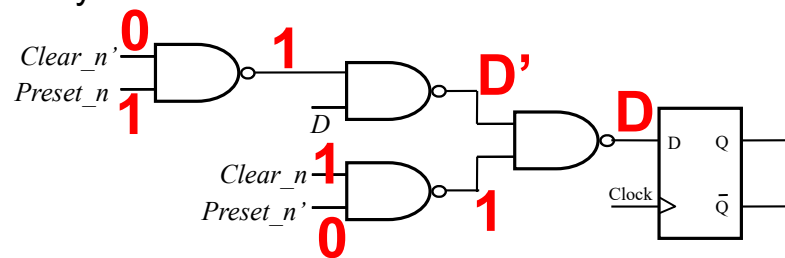 0
Clear_n’
1
D’
Preset_n
1
D
D
D
Q
1
Clear_n
Clock
Q̅
Preset_n’
1
0